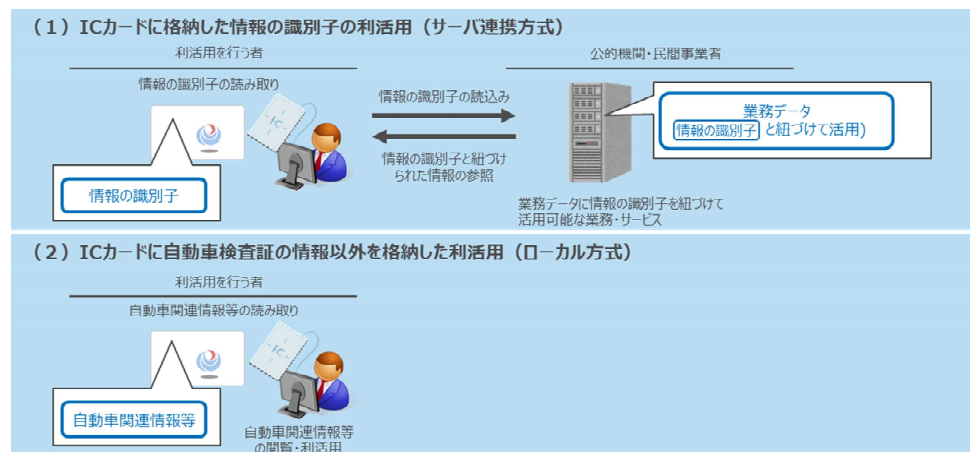 (1) ICカードに格納した情報の識別子の利活用(サーバ連携方式)
利活用を行う者
公的機関・民間事業者
情報の識別子の読み取り
-IC-
情報の識別子
情報の識別子の読込み
情報の識別子と紐づけ
られた情報の参照
業務データ
情報の識別子 と紐づけて活用)
業務データに情報の識別子を紐づけて
活用可能な業務・サービス
(2) ICカードに自動車検査証の情報以外を格納した利活用(ローカル方式)
利活用を行う者
自動車関連情報等の読み取り
-IC-
自動車関連情報等
自動車関連情報等
の閲覧・利活用